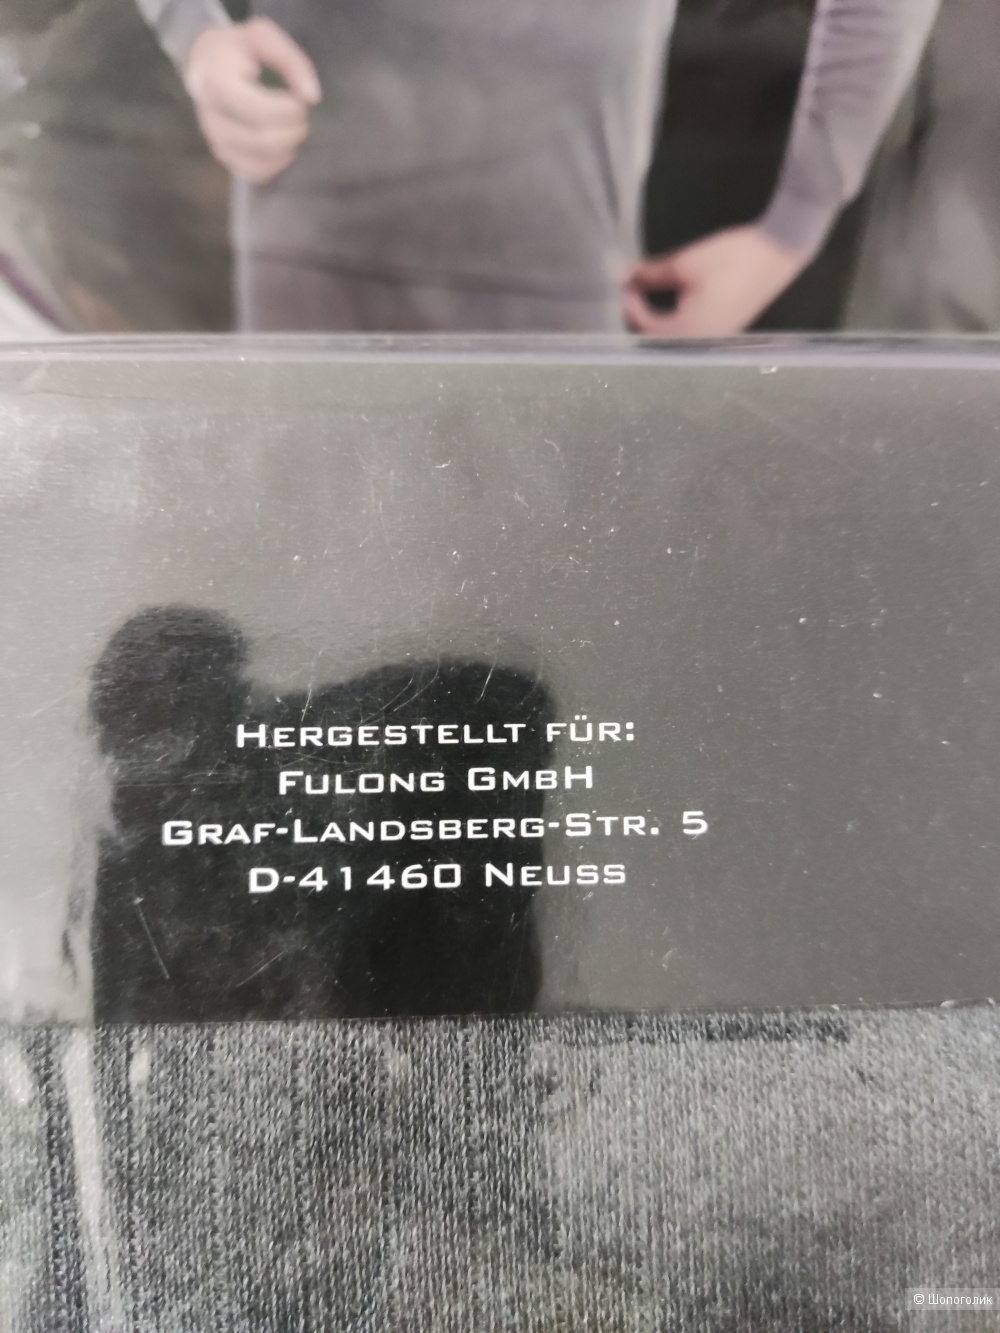 Hergestellt für:
Fulong GmbH
Graf-Landsberg-Str. 5
D-41460 Neuss
© Шопоголик